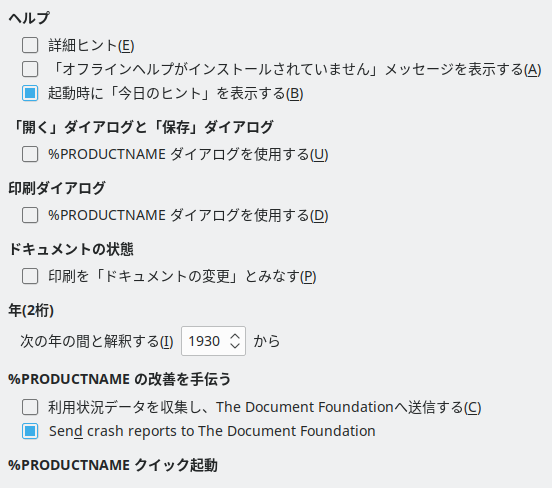 ヘルプ
詳細ヒント(E)
「オフラインヘルプがインストールされていません」メッセージを表示する(A)
起動時に「今日のヒント」を表示する(B)
「開く」ダイアログと「保存」ダイアログ
%PRODUCTNAME ダイアログを使用する(U)
印刷ダイアログ
%PRODUCTNAME ダイアログを使用する(D)
ドキュメントの状態
印刷を「ドキュメントの変更」とみなす(P)
年(2桁)
次の年の間と解釈する(I) 1930 から
%PRODUCTNAME の改善を手伝う
利用状況データを収集し、The Document Foundationへ送信する(C)
Send crash reports to The Document Foundation
%PRODUCTNAME クイック起動